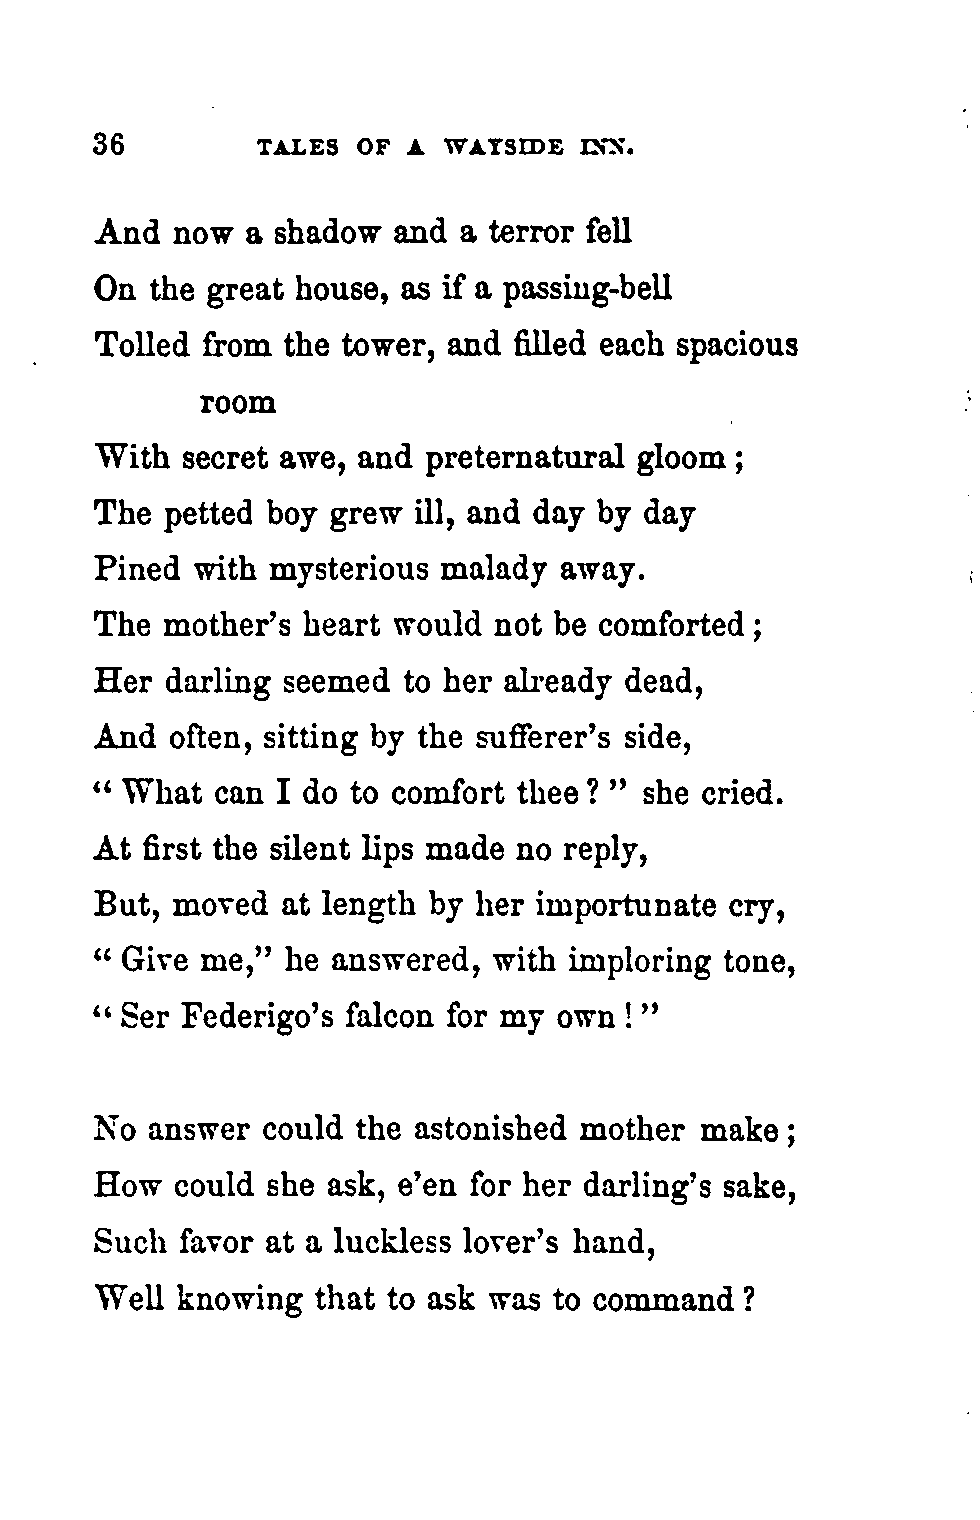 36 TALES OF A WAYSIDE INN.
And now a shadow and a terror fell
On the great house, as if a passing-bell
Tolled from the tower, and filled each spacious
room
With secret awe, and preternatural gloom ;
The petted boy grew ill, and day by day
Pined with mysterious malady away.
The mother's heart would not be comforted ;
Her darling seemed to her already dead,
And often, sitting by the sufferer's side,
“ What can I do to comfort thee ? ” she cried.
At first the silent lips made no reply,
But, moved at length by her importunate cry,
“ Give me,” he answered, with imploring tone,
“ Ser Federigo's falcon for my own ! ”
No answer could the astonished mother make ;
How could she ask, e'en for her darling's sake,
Such favor at a luckless lover's hand,
Well knowing that to ask was to command ?